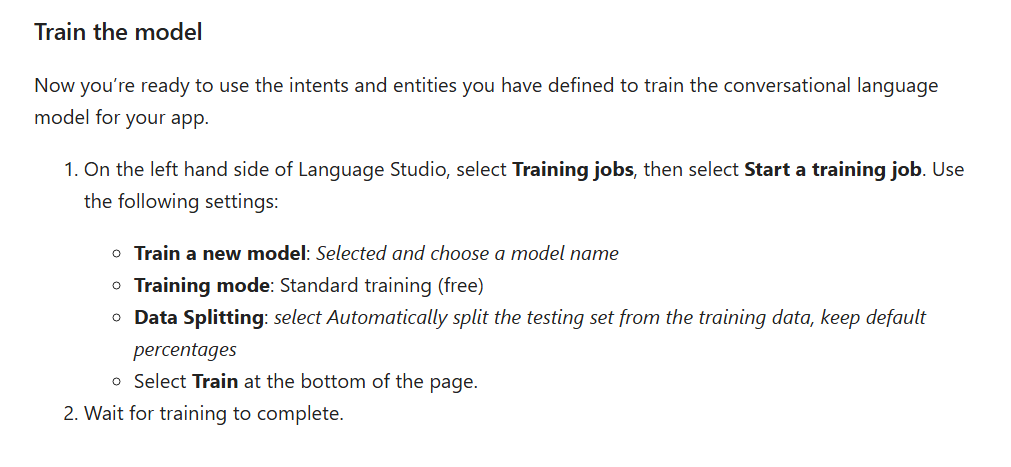 Train the model
Now you’re ready to use the intents and entities you have defined to train the conversational language
model for your app.
1. On the left hand side of Language Studio, select Training jobs, then select Start a training job. Use
the following settings:
◦ Train a new model: Selected and choose a model name
◦ Training mode: Standard training (free)
◦ Data Splitting: select Automatically split the testing set from the training data, keep default
percentages
◦ Select Train at the bottom of the page.
2. Wait for training to complete.